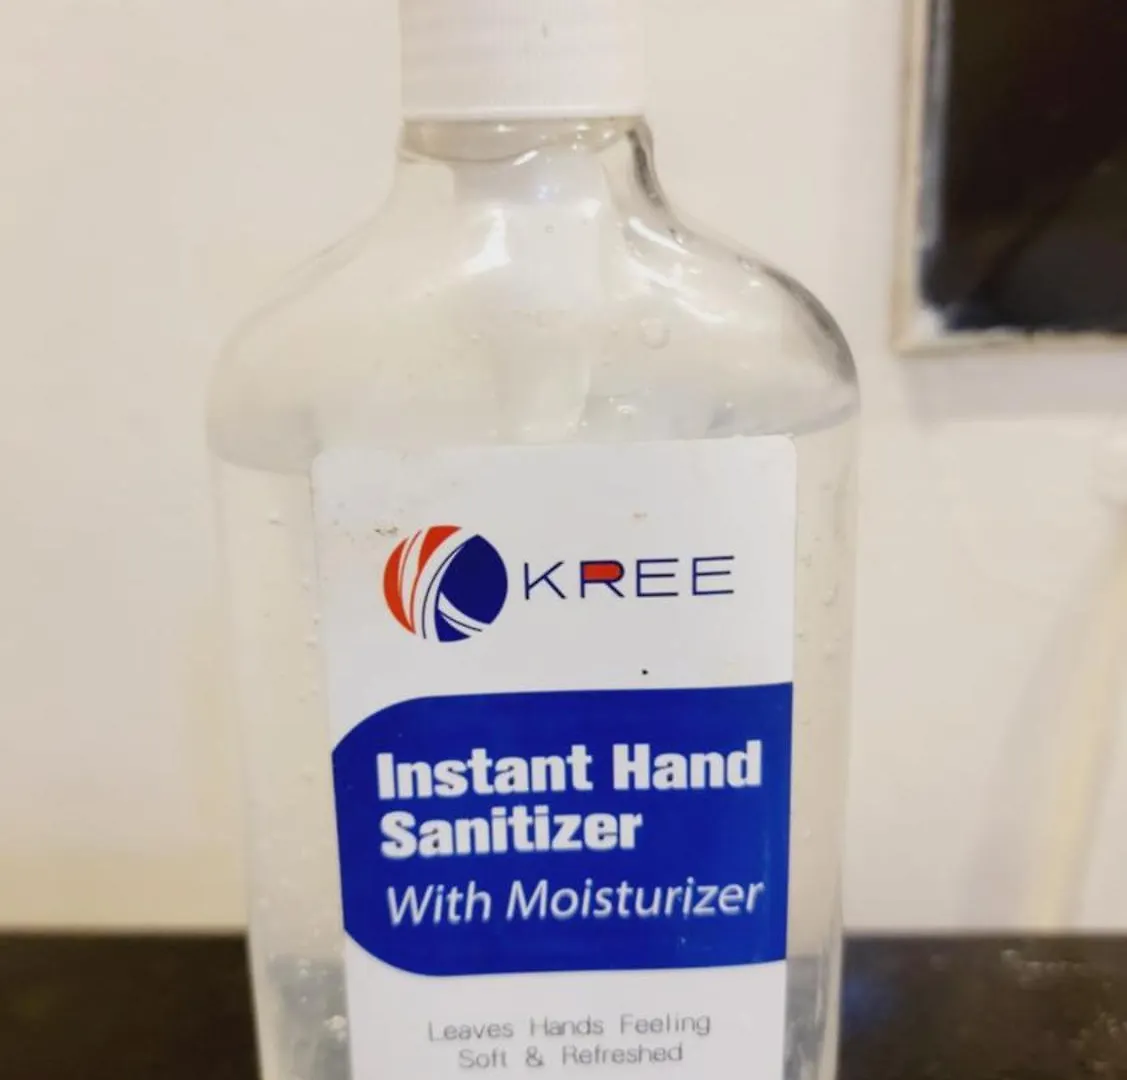 KREE
Instant Hand
Sanitizer
With Moisturizer
Leaves Hands Feeling
Soft & Refreshed